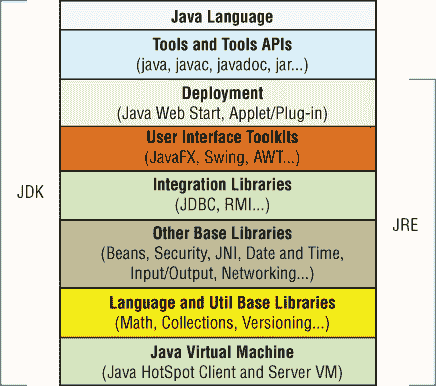 Java Language
Tools and Tools APIs
(java, javac, javadoc, jar...)
Deployment
(Java Web Start, Applet/Plug-in)
User Interface Toolkits
(JavaFX, Swing, AWT...)
JDK
Integration Libraries
(JDBC, RMI...)
JRE
Other Base Libraries
(Beans, Security, JNI, Date and Time,
Input/Output, Networking...)
Language and Util Base Libraries
(Math, Collections, Versioning...)
Java Virtual Machine
(Java HotSpot Client and Server VM)